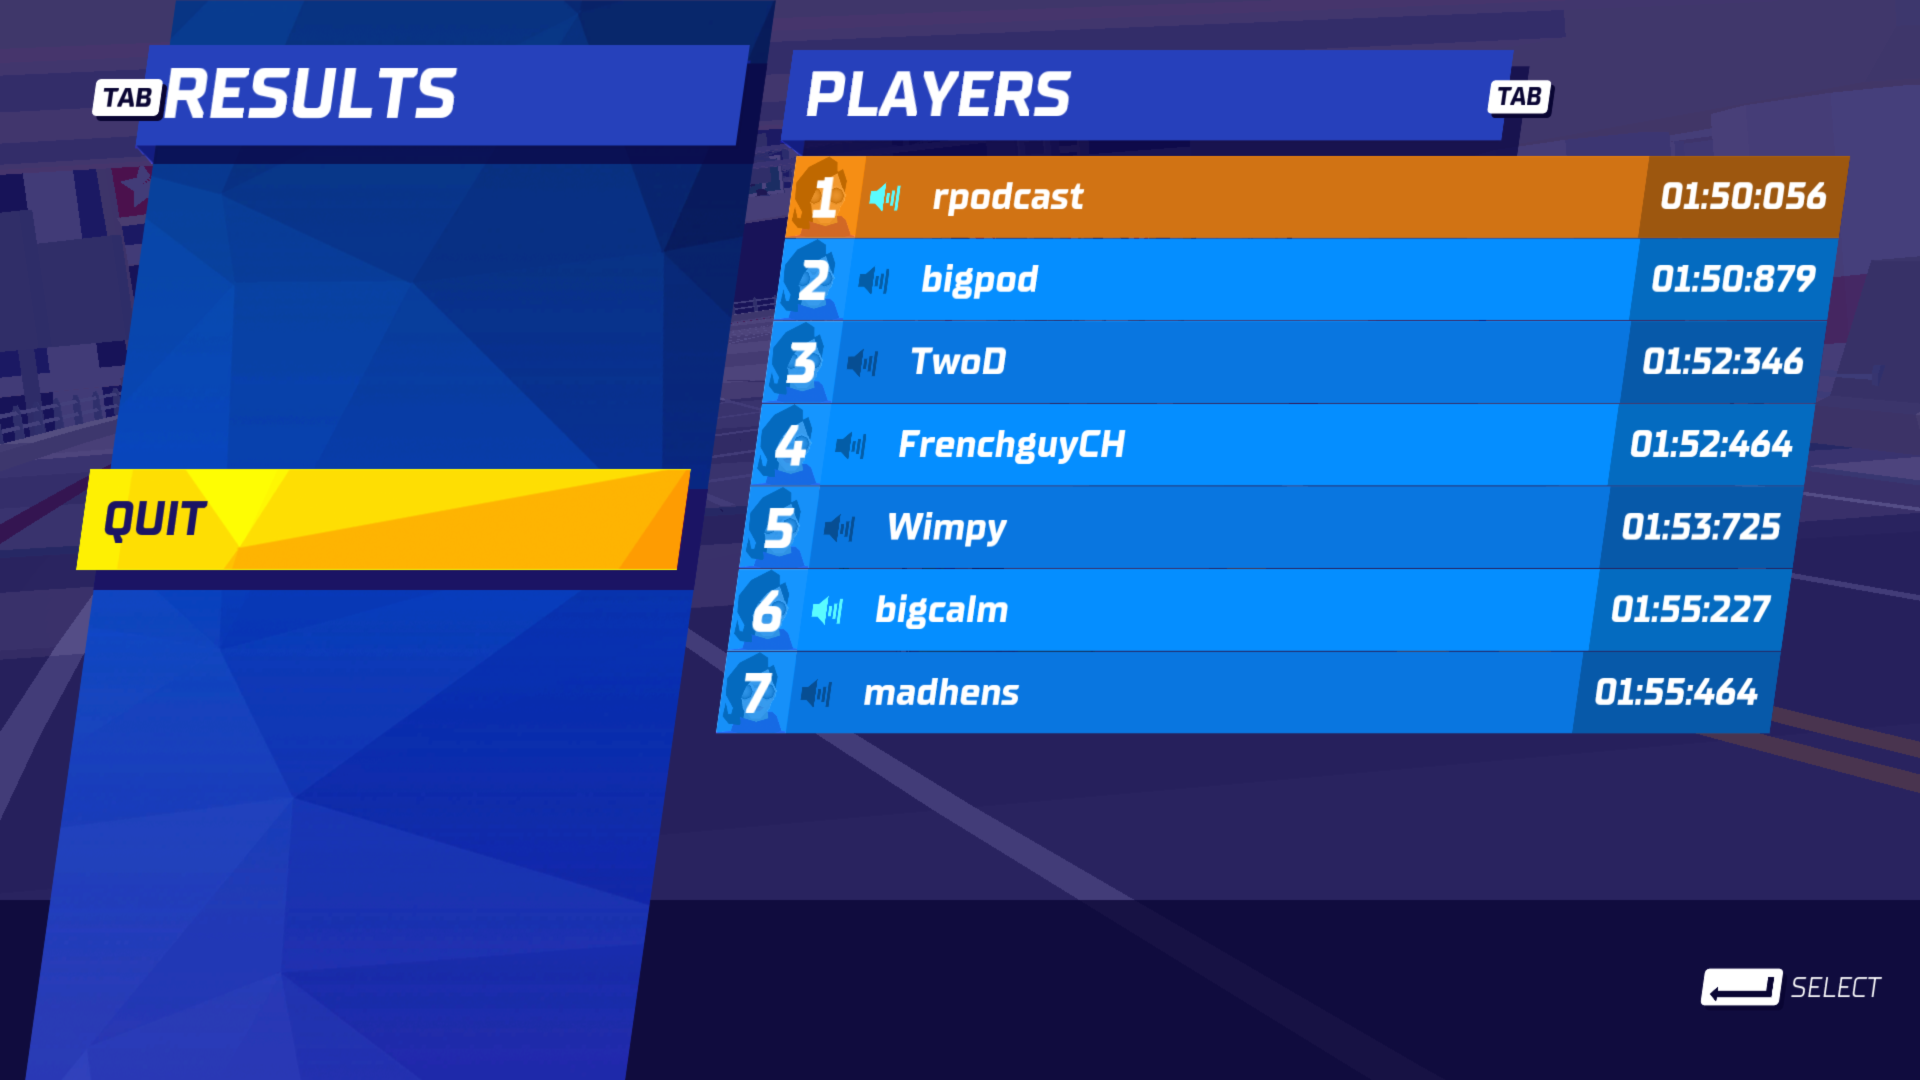 TAB RESULTS
QUIT
PLAYERS TAB
1 rpodcast 01:50:056
2 bigpod 01:50:879
3 TwoD 01:52:346
4 FrenchguyCH 01:52:464
5 Wimpy 01:53:725
6 bigcalm 01:55:227
7 madhens 01:55:464
SELECT